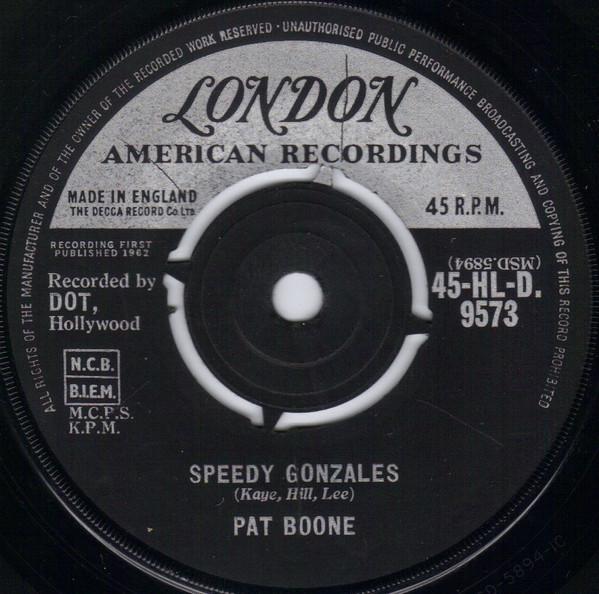 ALL RIGHTS OF THE MANUFACTURER AND OF THE OWNER OF THE RECORDED WORK RESERVED · UNAUTHORISED PUBLIC PERFORMANCE BROADCASTING AND COPYING OF THIS RECORD PROHIBITED
LONDON
AMERICAN RECORDINGS
MADE IN ENGLAND
THE DECCA RECORD Co LTD
45 R.P.M.
RECORDING FIRST
PUBLISHED 1962
Recorded by
DOT,
Hollywood
(MSD.5894)
45-HL-D.
9573
N.C.B.
B.I.E.M.
M.C.P.S.
K.P.M.
SPEEDY GONZALES
(Kaye, Hill, Lee)
PAT BOONE